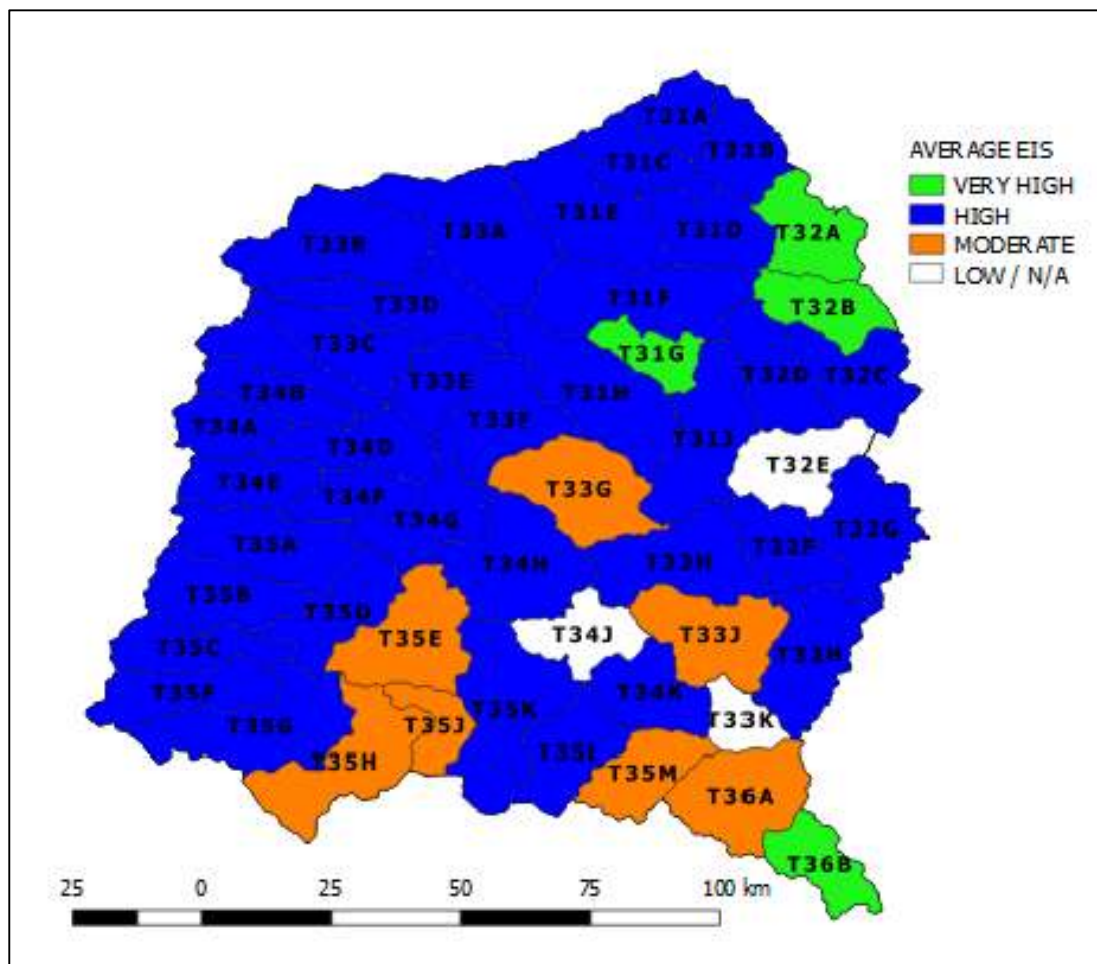 T31A
T31B
T31C
T31E
T31D
AVERAGE EIS
VERY HIGH
HIGH
MODERATE
LOW / N/A
T33B
T33A
T32A
T33D
T31F
T32B
T33C
T31G
T33E
T31H
T32D
T32C
T34B
T34A
T33F
T34D
T31J
T32E
T34E
T34F
T33G
T34G
T32G
T35A
T34H
T33H
T32F
T35B
T35D
T35C
T35E
T34J
T33J
T32H
T35F
T34K
T35G
T35J
T35K
T33K
T35H
T35L
T35M
T36A
T36B
25 0 25 50 75 100 km